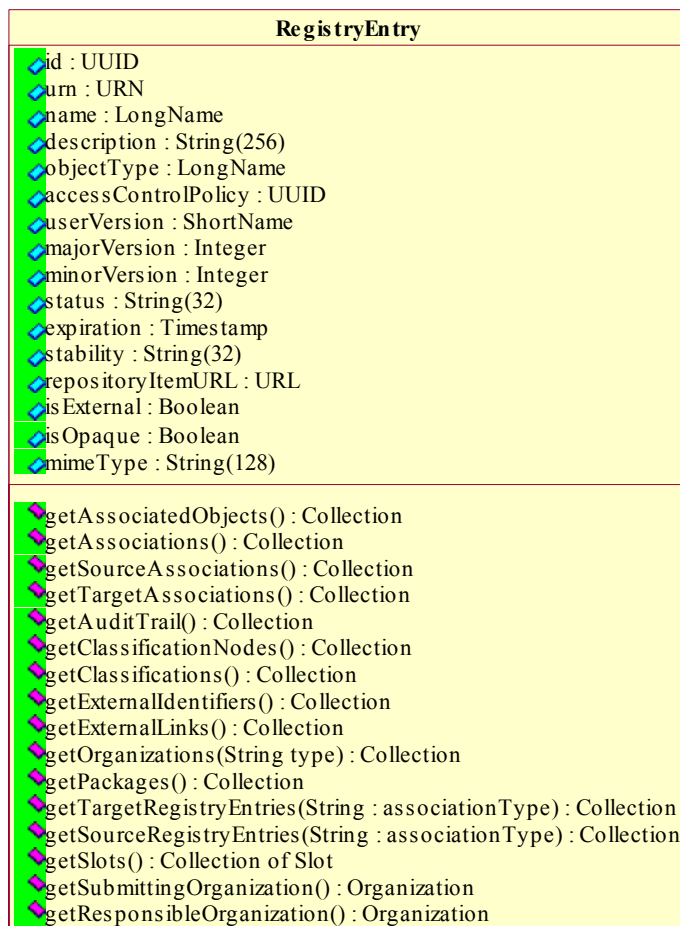 RegistryEntry
id : UUID
urn : URN
name : LongName
description : String(256)
objectType : LongName
accessControlPolicy : UUID
userVersion : ShortName
majorVersion : Integer
minorVersion : Integer
status : String(32)
expiration : Timestamp
stability : String(32)
repositoryItemURL : URL
isExternal : Boolean
isOpaque : Boolean
mimeType : String(128)
getAssociatedObjects() : Collection
getAssociations() : Collection
getSourceAssociations() : Collection
getTargetAssociations() : Collection
getAuditTrail() : Collection
getClassificationNodes() : Collection
getClassifications() : Collection
getExternalIdentifiers() : Collection
getExternalLinks() : Collection
getOrganizations(String type) : Collection
getPackages() : Collection
getTargetRegistryEntries(String : associationType) : Collection
getSourceRegistryEntries(String : associationType) : Collection
getSlots() : Collection of Slot
getSubmittingOrganization() : Organization
getResponsibleOrganization() : Organization